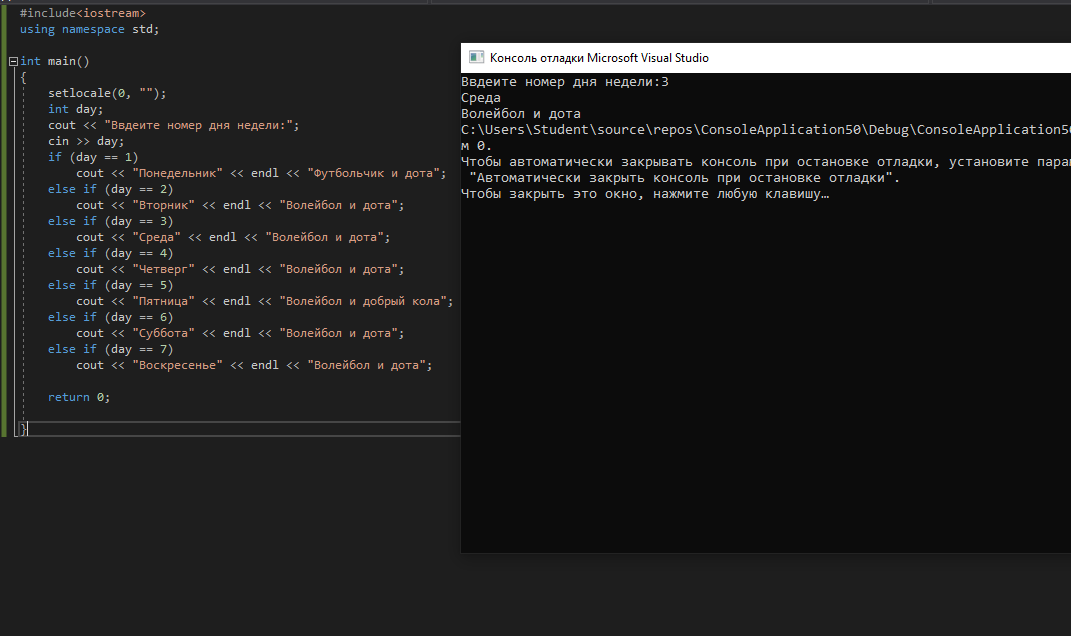 #include<iostream>
using namespace std;
int main()
{
setlocale(0, "");
int day;
cout << "Ввдеите номер дня недели:";
cin >> day;
if (day == 1)
cout << "Понедельник" << endl << "Футбольчик и дота";
else if (day == 2)
cout << "Вторник" << endl << "Волейбол и дота";
else if (day == 3)
cout << "Среда" << endl << "Волейбол и дота";
else if (day == 4)
cout << "Четверг" << endl << "Волейбол и дота";
else if (day == 5)
cout << "Пятница" << endl << "Волейбол и добрый кола";
else if (day == 6)
cout << "Суббота" << endl << "Волейбол и дота";
else if (day == 7)
cout << "Воскресенье" << endl << "Волейбол и дота";
return 0;
}
Консоль отладки Microsoft Visual Studio
Ввдеите номер дня недели:3
Среда
Волейбол и дота
C:\Users\Student\source\repos\ConsoleApplication50\Debug\ConsoleApplication5
м 0.
Чтобы автоматически закрывать консоль при остановке отладки, установите пара
"Автоматически закрыть консоль при остановке отладки".
Чтобы закрыть это окно, нажмите любую клавишу…